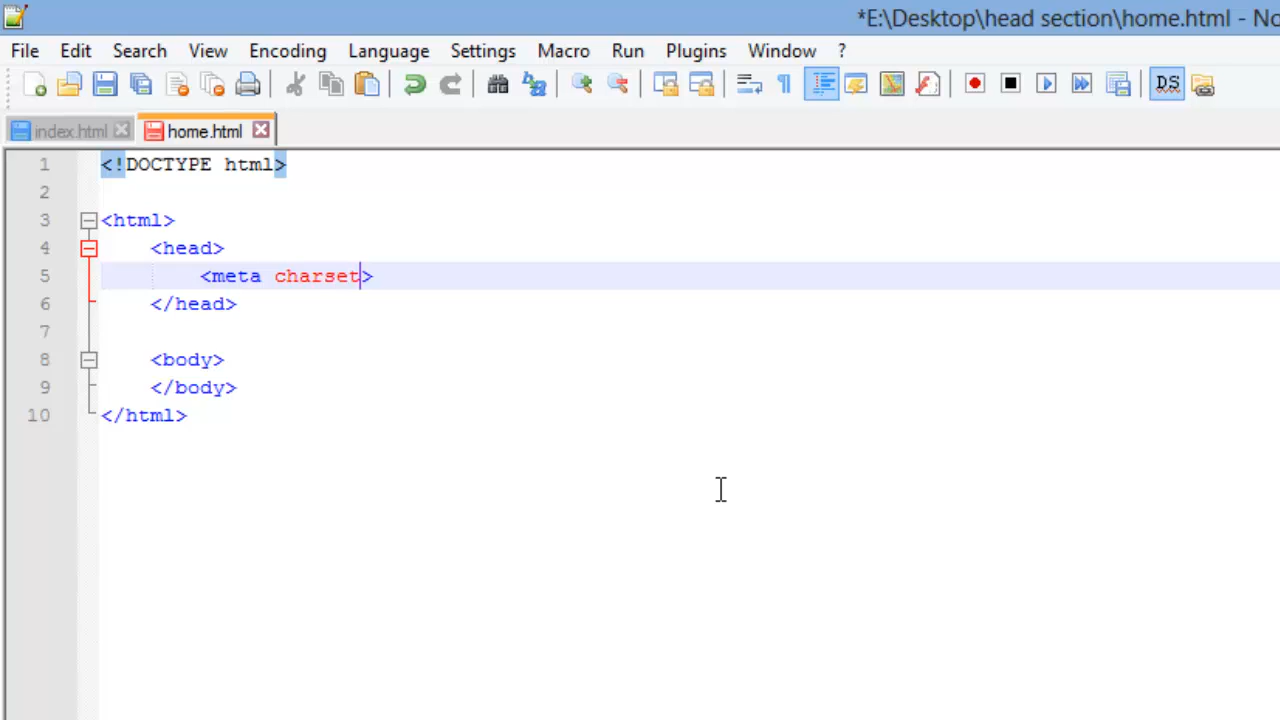 *E:\Desktop\head section\home.html - No
File Edit Search View Encoding Language Settings Macro Run Plugins Window ?
DS
index.html home.html
1 <!DOCTYPE html>
2
3 <html>
4 <head>
5 <meta charset>
6 </head>
7
8 <body>
9 </body>
10 </html>